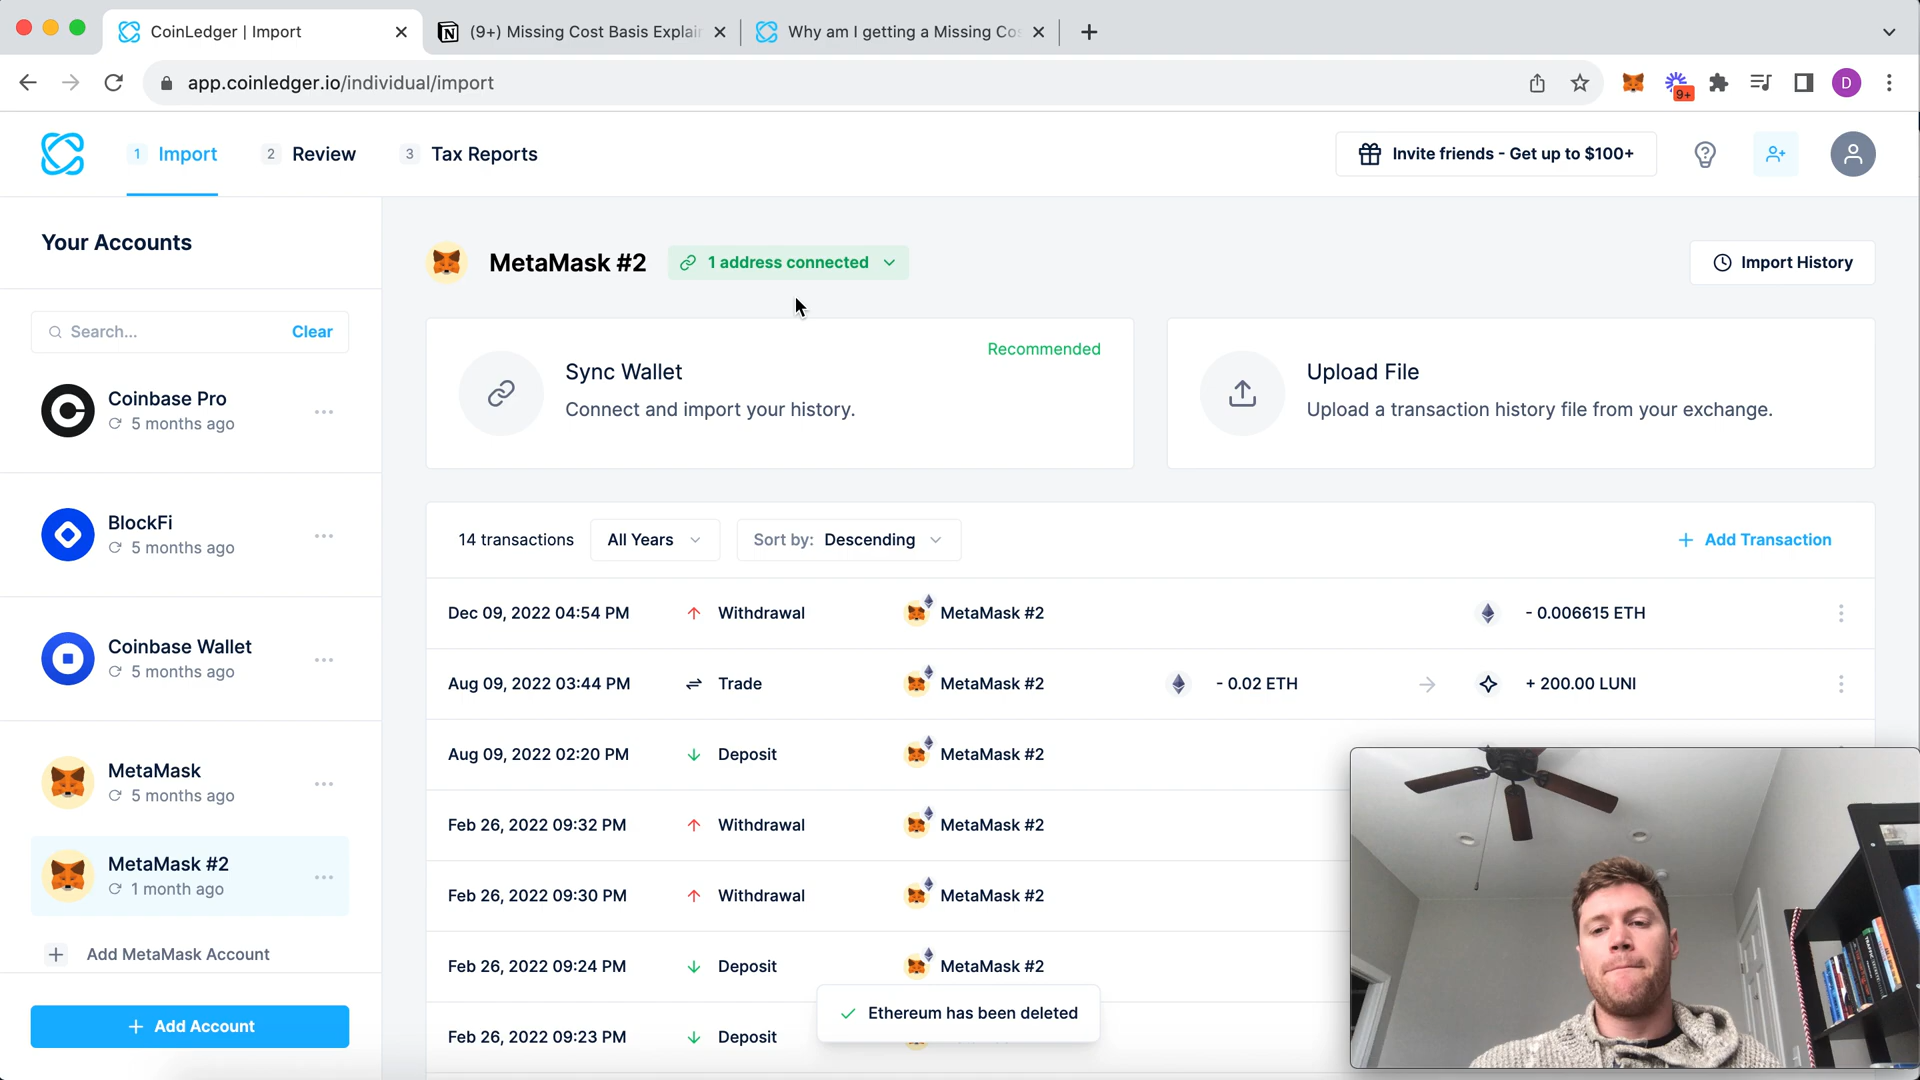 CoinLedger | Import
(9+) Missing Cost Basis Explai
Why am I getting a Missing Co
app.coinledger.io/individual/import
9+
D
1 Import
2 Review
3 Tax Reports
Invite friends - Get up to $100+
Your Accounts
MetaMask #2
1 address connected
Import History
Search...
Clear
Sync Wallet
Recommended
Connect and import your history.
Upload File
Upload a transaction history file from your exchange.
Coinbase Pro
5 months ago
BlockFi
5 months ago
Coinbase Wallet
5 months ago
MetaMask
5 months ago
MetaMask #2
1 month ago
Add MetaMask Account
+ Add Account
14 transactions
All Years
Sort by: Descending
+ Add Transaction
Dec 09, 2022 04:54 PM Withdrawal MetaMask #2 - 0.006615 ETH
Aug 09, 2022 03:44 PM Trade MetaMask #2 - 0.02 ETH + 200.00 LUNI
Aug 09, 2022 02:20 PM Deposit MetaMask #2
Feb 26, 2022 09:32 PM Withdrawal MetaMask #2
Feb 26, 2022 09:30 PM Withdrawal MetaMask #2
Feb 26, 2022 09:24 PM Deposit MetaMask #2
Feb 26, 2022 09:23 PM Deposit
Ethereum has been deleted